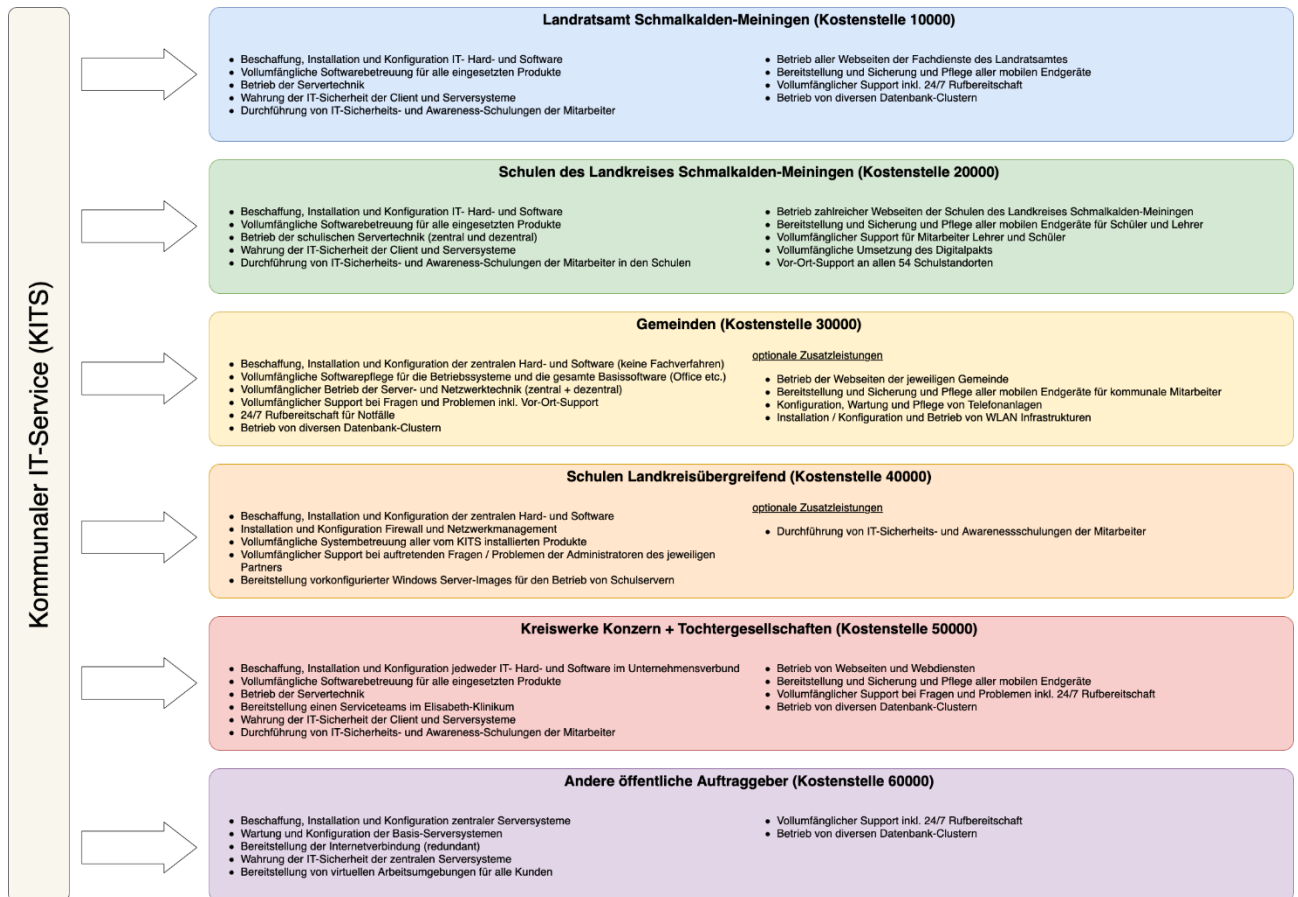 Kommunaler IT-Service (KITS)
Landratsamt Schmalkalden-Meiningen (Kostenstelle 10000)
• Beschaffung, Installation und Konfiguration IT- Hard- und Software
• Vollumfängliche Softwarebetreuung für alle eingesetzten Produkte
• Betrieb der Servertechnik
• Wahrung der IT-Sicherheit der Client und Serversysteme
• Durchführung von IT-Sicherheits- und Awareness-Schulungen der Mitarbeiter
• Betrieb aller Webseiten der Fachdienste des Landratsamtes
• Bereitstellung und Sicherung und Pflege aller mobilen Endgeräte
• Vollumfänglicher Support inkl. 24/7 Rufbereitschaft
• Betrieb von diversen Datenbank-Clustern
Schulen des Landkreises Schmalkalden-Meiningen (Kostenstelle 20000)
• Beschaffung, Installation und Konfiguration IT- Hard- und Software
• Vollumfängliche Softwarebetreuung für alle eingesetzten Produkte
• Betrieb der schulischen Servertechnik (zentral und dezentral)
• Wahrung der IT-Sicherheit der Client und Serversysteme
• Durchführung von IT-Sicherheits- und Awareness-Schulungen der Mitarbeiter in den Schulen
• Betrieb zahlreicher Webseiten der Schulen des Landkreises Schmalkalden-Meiningen
• Bereitstellung und Sicherung und Pflege aller mobilen Endgeräte für Schüler und Lehrer
• Vollumfänglicher Support für Mitarbeiter Lehrer und Schüler
• Vollumfängliche Umsetzung des Digitalpakts
• Vor-Ort-Support an allen 54 Schulstandorten
Gemeinden (Kostenstelle 30000)
• Beschaffung, Installation und Konfiguration der zentralen Hard- und Software (keine Fachverfahren)
• Vollumfängliche Softwarepflege für die Betriebssysteme und die gesamte Basissoftware (Office etc.)
• Vollumfänglicher Betrieb der Server- und Netzwerktechnik (zentral + dezentral)
• Vollumfänglicher Support bei Fragen und Problemen inkl. Vor-Ort-Support
• 24/7 Rufbereitschaft für Notfälle
• Betrieb von diversen Datenbank-Clustern
optionale Zusatzleistungen
• Betrieb der Webseiten der jeweiligen Gemeinde
• Bereitstellung und Sicherung und Pflege aller mobilen Endgeräte für kommunale Mitarbeiter
• Konfiguration, Wartung und Pflege von Telefonanlagen
• Installation / Konfiguration und Betrieb von WLAN Infrastrukturen
Schulen Landkreisübergreifend (Kostenstelle 40000)
• Beschaffung, Installation und Konfiguration der zentralen Hard- und Software
• Installation und Konfiguration Firewall und Netzwerkmanagement
• Vollumfängliche Systembetreuung aller vom KITS installierten Produkte
• Vollumfänglicher Support bei auftretenden Fragen / Problemen der Administratoren des jeweiligen
Partners
• Bereitstellung vorkonfigurierter Windows Server-Images für den Betrieb von Schulservern
optionale Zusatzleistungen
• Durchführung von IT-Sicherheits- und Awarenessschulungen der Mitarbeiter
Kreiswerke Konzern + Tochtergesellschaften (Kostenstelle 50000)
• Beschaffung, Installation und Konfiguration jedweder IT- Hard- und Software im Unternehmensverbund
• Vollumfängliche Softwarebetreuung für alle eingesetzten Produkte
• Betrieb der Servertechnik
• Bereitstellung einen Serviceteams im Elisabeth-Klinikum
• Wahrung der IT-Sicherheit der Client und Serversysteme
• Durchführung von IT-Sicherheits- und Awareness-Schulungen der Mitarbeiter
• Betrieb von Webseiten und Webdiensten
• Bereitstellung und Sicherung und Pflege aller mobilen Endgeräte
• Vollumfänglicher Support bei Fragen und Problemen inkl. 24/7 Rufbereitschaft
• Betrieb von diversen Datenbank-Clustern
Andere öffentliche Auftraggeber (Kostenstelle 60000)
• Beschaffung, Installation und Konfiguration zentraler Serversysteme
• Wartung und Konfiguration der Basis-Serversystemen
• Bereitstellung der Internetverbindung (redundant)
• Wahrung der IT-Sicherheit der zentralen Serversysteme
• Bereitstellung von virtuellen Arbeitsumgebungen für alle Kunden
• Vollumfänglicher Support inkl. 24/7 Rufbereitschaft
• Betrieb von diversen Datenbank-Clustern